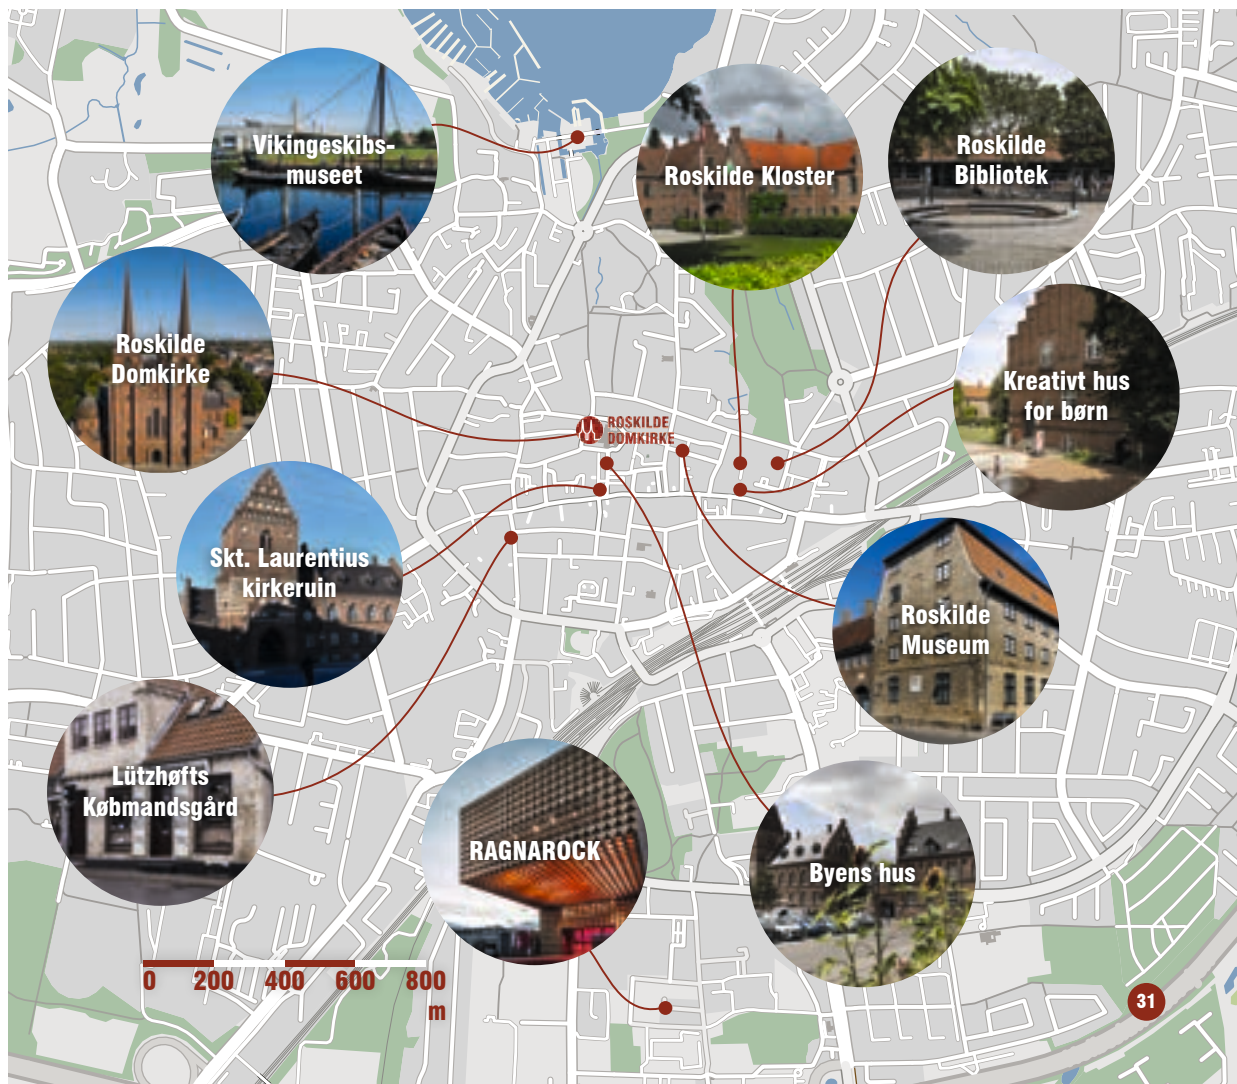 Vikingeskibs-
museet
Roskilde Kloster
Roskilde
Bibliotek
Roskilde
Domkirke
Kreativt hus
for børn
ROSKILDE
DOMKIRKE
Skt. Laurentius
kirkeruin
Roskilde
Museum
Lützhøfts
Købmandsgård
RAGNAROCK
Byens hus
0 200 400 600 800
m
31